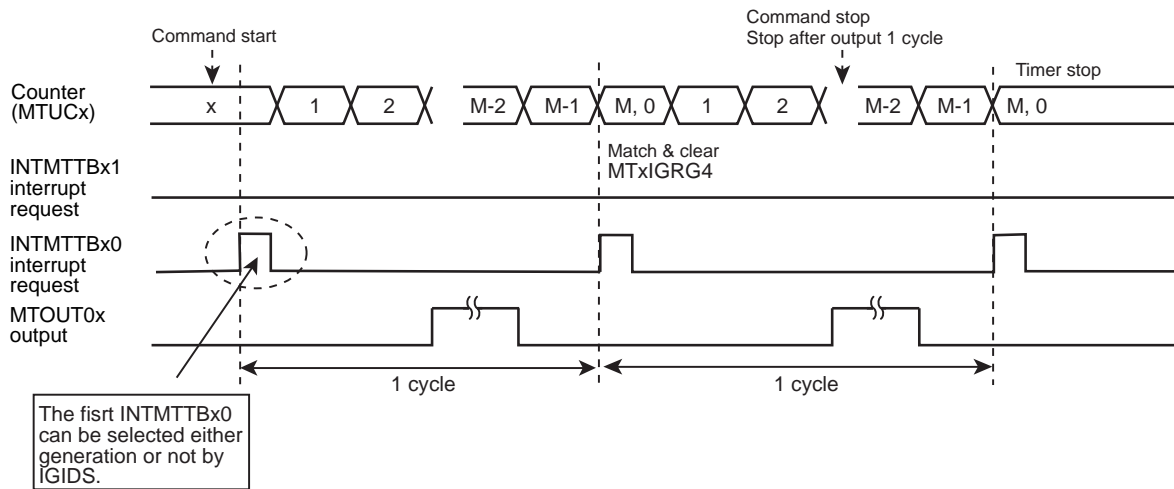 Command start
Command stop
Stop after output 1 cycle
Timer stop
Counter
(MTUCx)
x 1 2 M-2 M-1 M, 0 1 2 M-2 M-1 M, 0
Match & clear
MTxIGRG4
INTMTTBx1
interrupt
request
INTMTTBx0
interrupt
request
MTOUT0x
output
1 cycle 1 cycle
The fisrt INTMTTBx0
can be selected either
generation or not by
IGIDS.